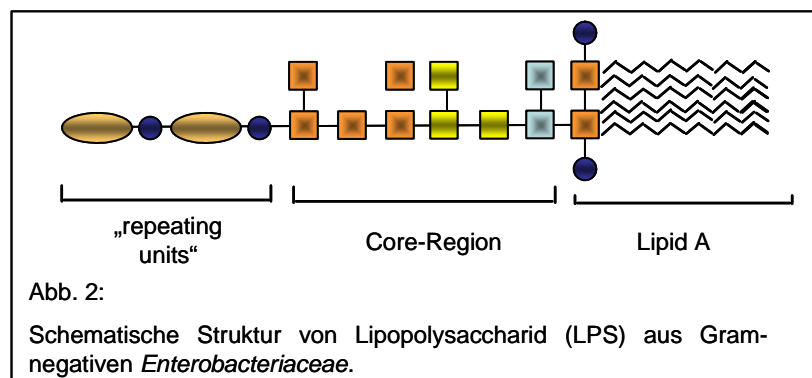 „repeating
units“
Core-Region
Lipid A
Abb. 2:
Schematische Struktur von Lipopolysaccharid (LPS) aus Gram-
negativen Enterobacteriaceae.